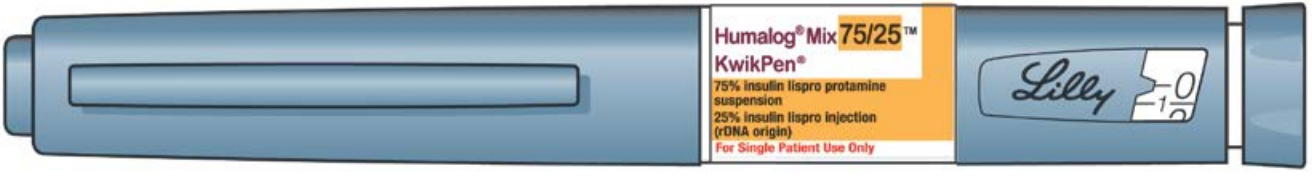 Humalog® Mix 75/25™
KwikPen®
75% insulin lispro protamine
suspension
25% insulin lispro injection
(rDNA origin)
For Single Patient Use Only
Lilly
0
1